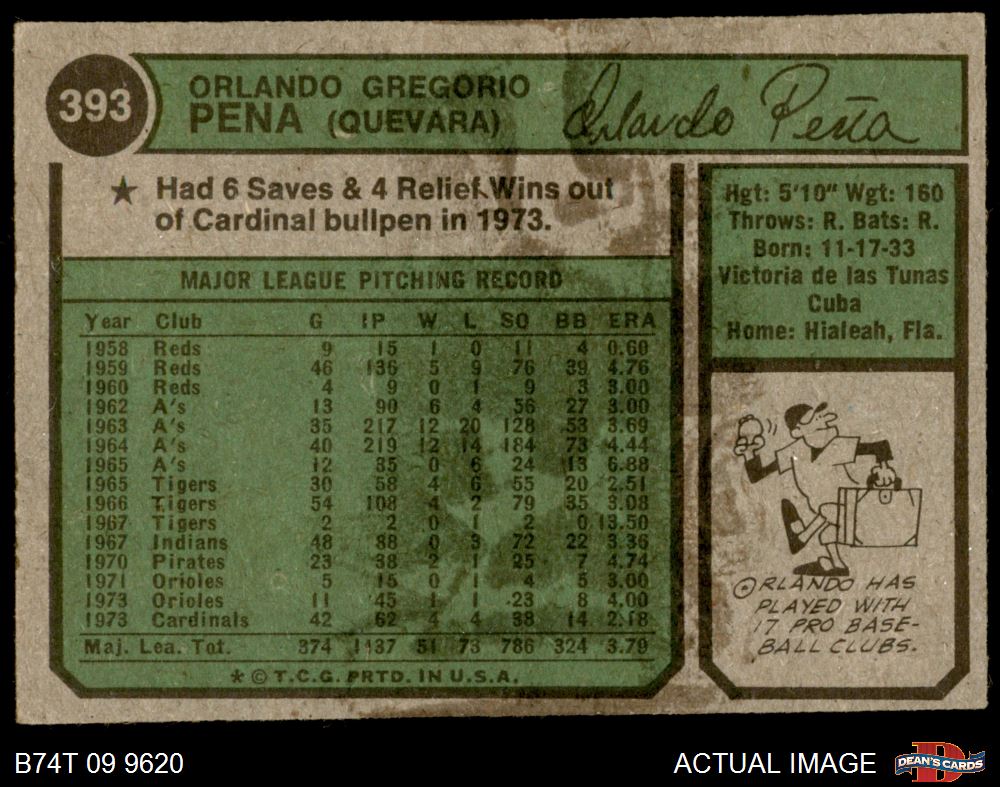 393
ORLANDO GREGORIO
PENA (QUEVARA)
Orlando Peña
★ Had 6 Saves & 4 Relief Wins out
of Cardinal bullpen in 1973.
MAJOR LEAGUE PITCHING RECORD
Year Club G IP W L SO BB ERA
1958 Reds 9 15 1 0 11 4 0.60
1959 Reds 46 136 5 9 76 39 4.76
1960 Reds 4 9 0 1 9 3 3.00
1962 A's 13 90 6 4 56 27 3.00
1963 A's 35 217 12 20 128 53 3.69
1964 A's 40 219 12 14 184 73 4.44
1965 A's 12 35 0 6 24 13 6.88
1965 Tigers 30 58 4 6 55 20 2.51
1966 Tigers 54 108 4 2 79 35 3.08
1967 Tigers 2 2 0 1 2 0 13.50
1967 Indians 48 88 0 3 72 22 3.36
1970 Pirates 23 38 2 1 25 7 4.74
1971 Orioles 5 15 0 1 4 5 3.00
1973 Orioles 11 45 1 1 23 8 4.00
1973 Cardinals 42 62 4 4 38 14 2.18
Maj. Lea. Tot. 374 1137 51 73 786 324 3.79
* © T.C.G. PRTD. IN U.S.A.
Hgt: 5'10" Wgt: 160
Throws: R. Bats: R.
Born: 11-17-33
Victoria de las Tunas
Cuba
Home: Hialeah, Fla.
ORLANDO HAS
PLAYED WITH
17 PRO BASE-
BALL CLUBS.
B74T 09 9620
ACTUAL IMAGE
DEAN'S CARDS